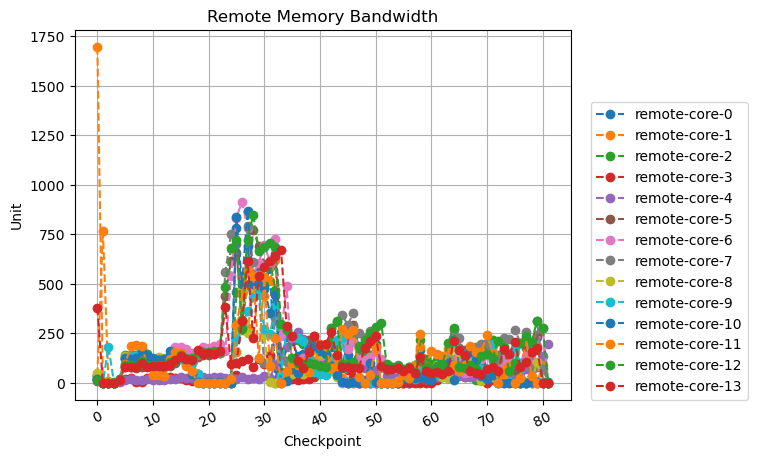 Remote Memory Bandwidth
1750
1500
1250
1000
750
500
250
0
Unit
0
10
20
30
40
50
60
70
80
Checkpoint
remote-core-0
remote-core-1
remote-core-2
remote-core-3
remote-core-4
remote-core-5
remote-core-6
remote-core-7
remote-core-8
remote-core-9
remote-core-10
remote-core-11
remote-core-12
remote-core-13